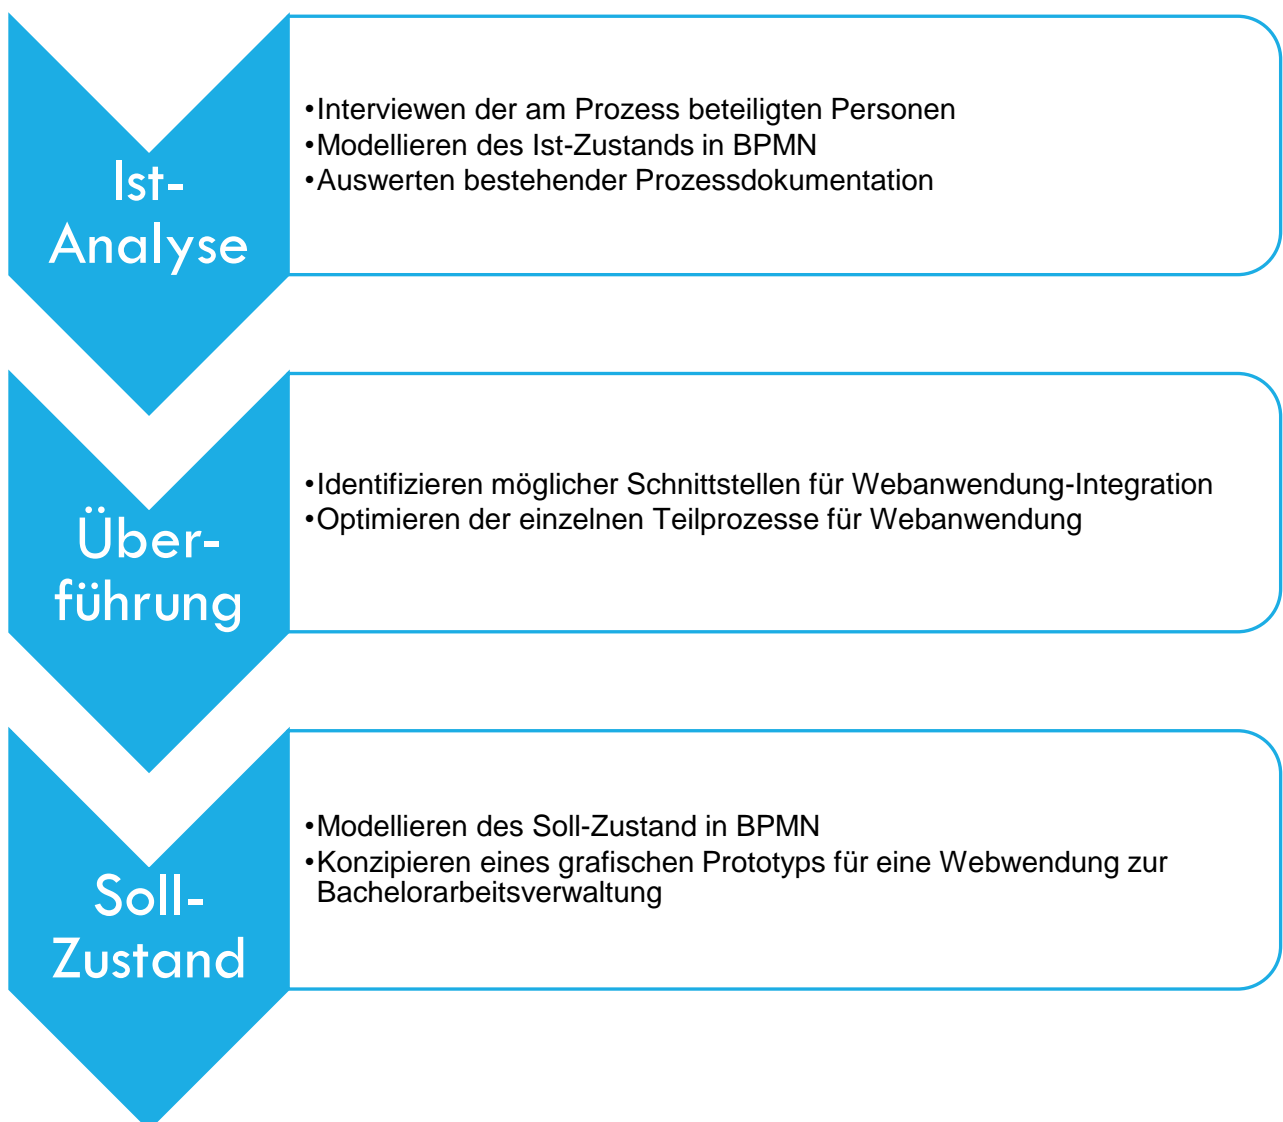 Ist-
Analyse
•Interviewen der am Prozess beteiligten Personen
•Modellieren des Ist-Zustands in BPMN
•Auswerten bestehender Prozessdokumentation
Über-
führung
•Identifizieren möglicher Schnittstellen für Webanwendung-Integration
•Optimieren der einzelnen Teilprozesse für Webanwendung
Soll-
Zustand
•Modellieren des Soll-Zustand in BPMN
•Konzipieren eines grafischen Prototyps für eine Webwendung zur
Bachelorarbeitsverwaltung